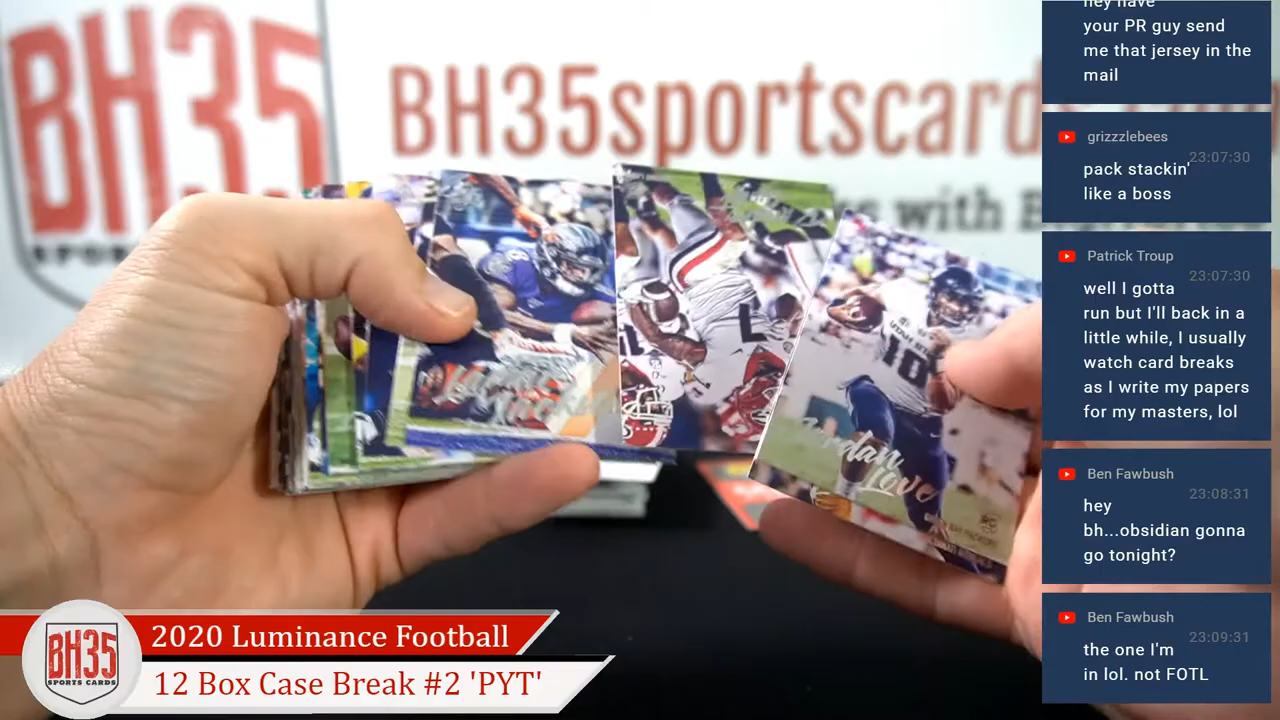 BH35
BH35sportscard
s with
Jordan
Love
10
hey have
your PR guy send
me that jersey in the
mail
grizzzlebees
23:07:30
pack stackin'
like a boss
Patrick Troup
23:07:30
well I gotta
run but I'll back in a
little while, I usually
watch card breaks
as I write my papers
for my masters, lol
Ben Fawbush
23:08:31
hey
bh...obsidian gonna
go tonight?
Ben Fawbush
23:09:31
the one I'm
in lol. not FOTL
BH35
SPORTS CARDS
2020 Luminance Football
12 Box Case Break #2 'PYT'